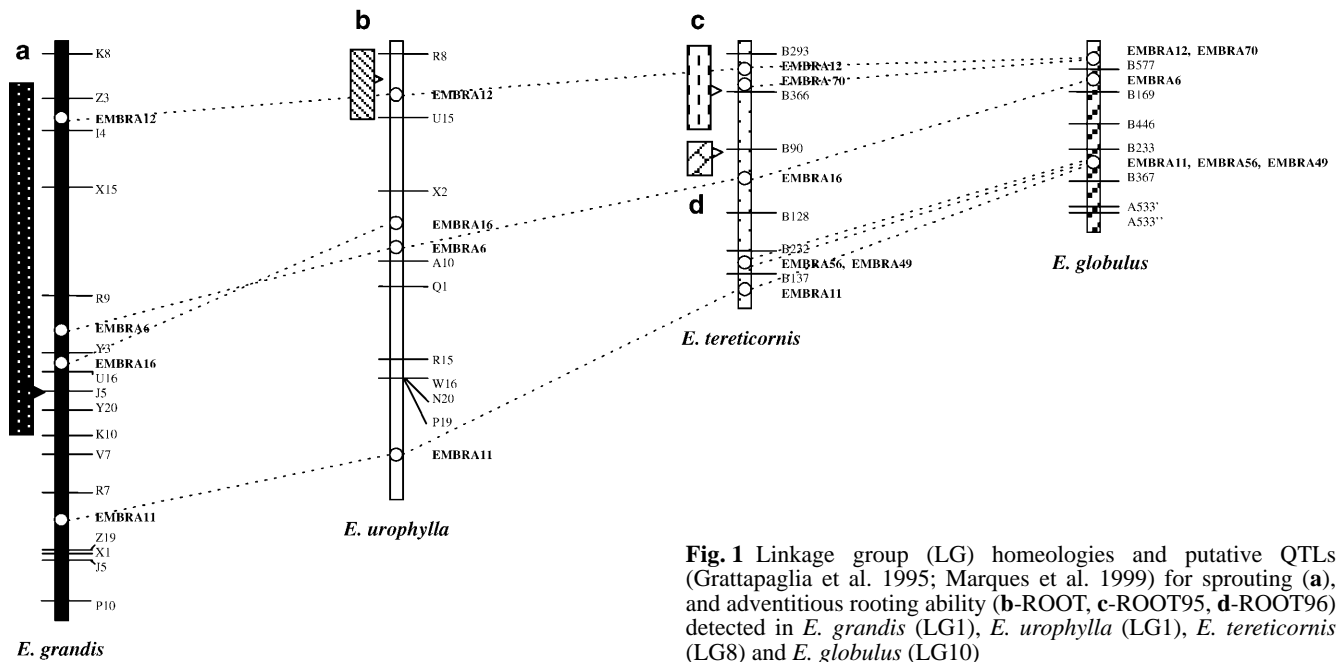 a
K8
Z3
EMBRA12
I4
X15
R9
EMBRA6
Y3
EMBRA16
U16
J5
Y20
K10
V7
R7
EMBRA11
Z19
X1
J5
P10
E. grandis
b
R8
EMBRA12
U15
X2
EMBRA16
EMBRA6
A10
Q1
R15
W16
N20
P19
EMBRA11
E. urophylla
c
B293
EMBRA12
EMBRA70
B366
B90
EMBRA16
d
B128
B232
EMBRA56, EMBRA49
B137
EMBRA11
E. tereticornis
EMBRA12, EMBRA70
B577
EMBRA6
B169
B446
B233
EMBRA11, EMBRA56, EMBRA49
B367
A533'
A533''
E. globulus
Fig. 1 Linkage group (LG) homeologies and putative QTLs
(Grattapaglia et al. 1995; Marques et al. 1999) for sprouting (a),
and adventitious rooting ability (b-ROOT, c-ROOT95, d-ROOT96)
detected in E. grandis (LG1), E. urophylla (LG1), E. tereticornis
(LG8) and E. globulus (LG10)